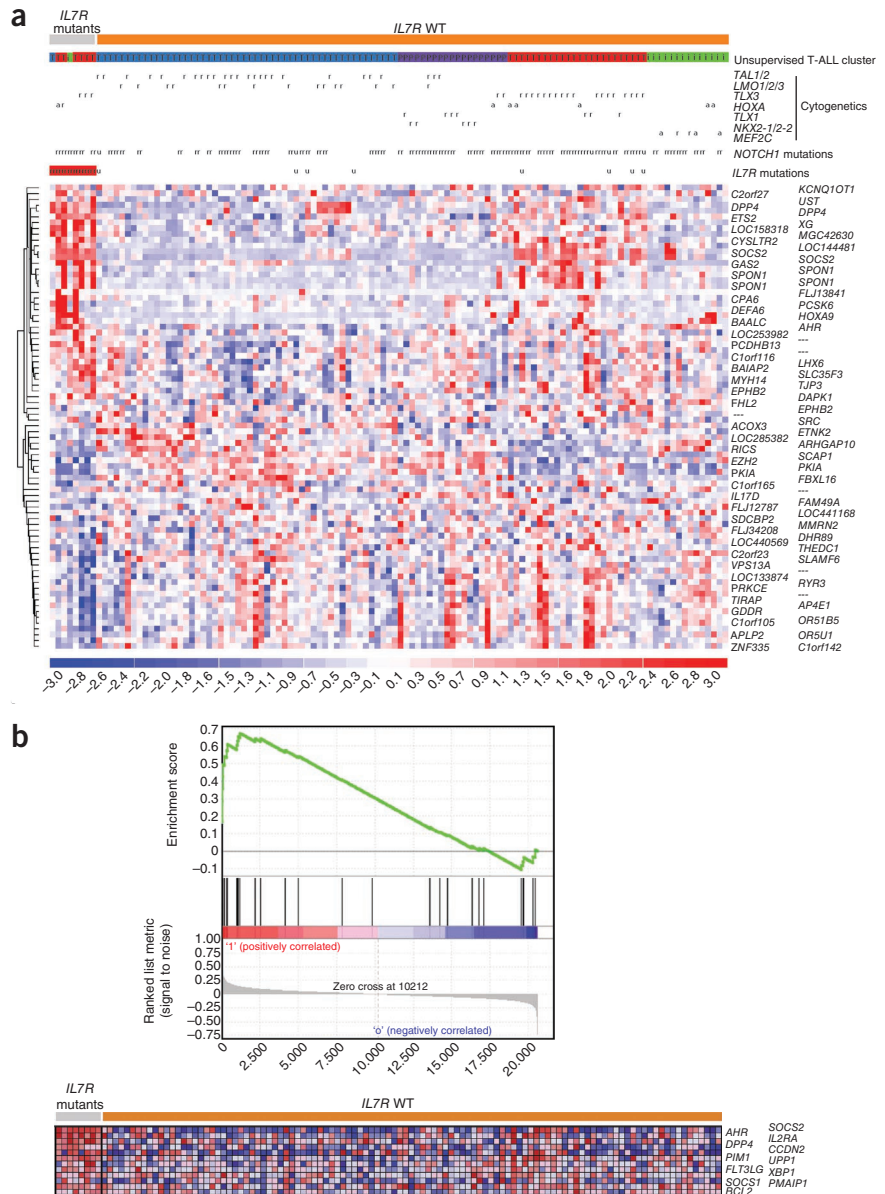 a
IL7R
mutants
IL7R WT
Unsupervised T-ALL cluster
TAL1/2
LMO1/2/3
TLX3
HOXA
TLX1
NKX2-1/2-2
MEF2C
Cytogenetics
NOTCH1 mutations
IL7R mutations
C2orf27
DPP4
ETS2
LOC158318
CYSLTR2
SOCS2
GAS2
SPON1
SPON1
CPA6
DEFA6
BAALC
LOC253982
PCDHB13
C1orf116
BAIAP2
MYH14
EPHB2
FHL2
---
ACOX3
LOC285382
RICS
EZH2
PKIA
C1orf165
IL17D
FLJ12787
SDCBP2
FLJ34208
LOC440569
C2orf23
VPS13A
LOC133874
PRKCE
TIRAP
GDDR
C1orf105
APLP2
ZNF335
KCNQ1OT1
UST
DPP4
XG
MGC42630
LOC144481
SOCS2
SPON1
SPON1
FLJ13841
PCSK6
HOXA9
AHR
---
---
LHX6
SLC35F3
TJP3
DAPK1
EPHB2
SRC
ETNK2
ARHGAP10
SCAP1
PKIA
FBXL16
---
FAM49A
LOC441168
MMRN2
DHR89
THEDC1
SLAMF6
---
RYR3
---
AP4E1
OR51B5
OR5U1
C1orf142
−3.0 −2.8 −2.6 −2.4 −2.2 −1.8 −1.6 −1.5 −1.3 −1.1 −0.9 −0.7 −0.5 −0.3 −0.1 0.1 0.3 0.5 0.7 0.9 1.1 1.3 1.5 1.6 1.8 2.0 2.2 2.4 2.6 2.8 3.0
b
Enrichment score
0.7
0.6
0.5
0.4
0.3
0.2
0.1
0
−0.1
Ranked list metric
(signal to noise)
1.00
0.75
0.50
0.25
0
−0.25
−0.50
−0.75
'1' (positively correlated)
Zero cross at 10212
'o' (negatively correlated)
0 2.500 5.000 7.500 10.000 12.500 15.000 17.500 20.000
IL7R
mutants
IL7R WT
AHR
DPP4
PIM1
FLT3LG
SOCS1
BCL2
SOCS2
IL2RA
CCDN2
UPP1
XBP1
PMAIP1